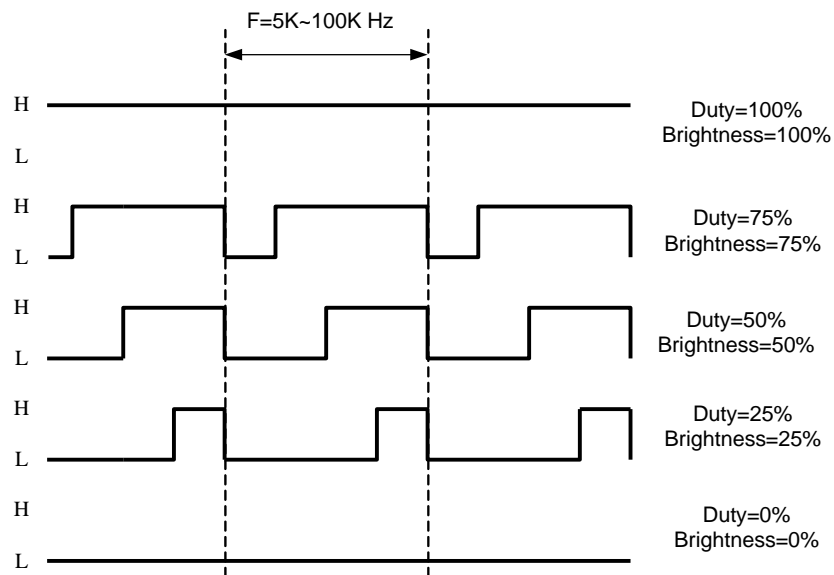 F=5K~100K Hz
H
Duty=100%
Brightness=100%
L
H
Duty=75%
Brightness=75%
L
H
Duty=50%
Brightness=50%
L
H
Duty=25%
Brightness=25%
L
H
Duty=0%
Brightness=0%
L